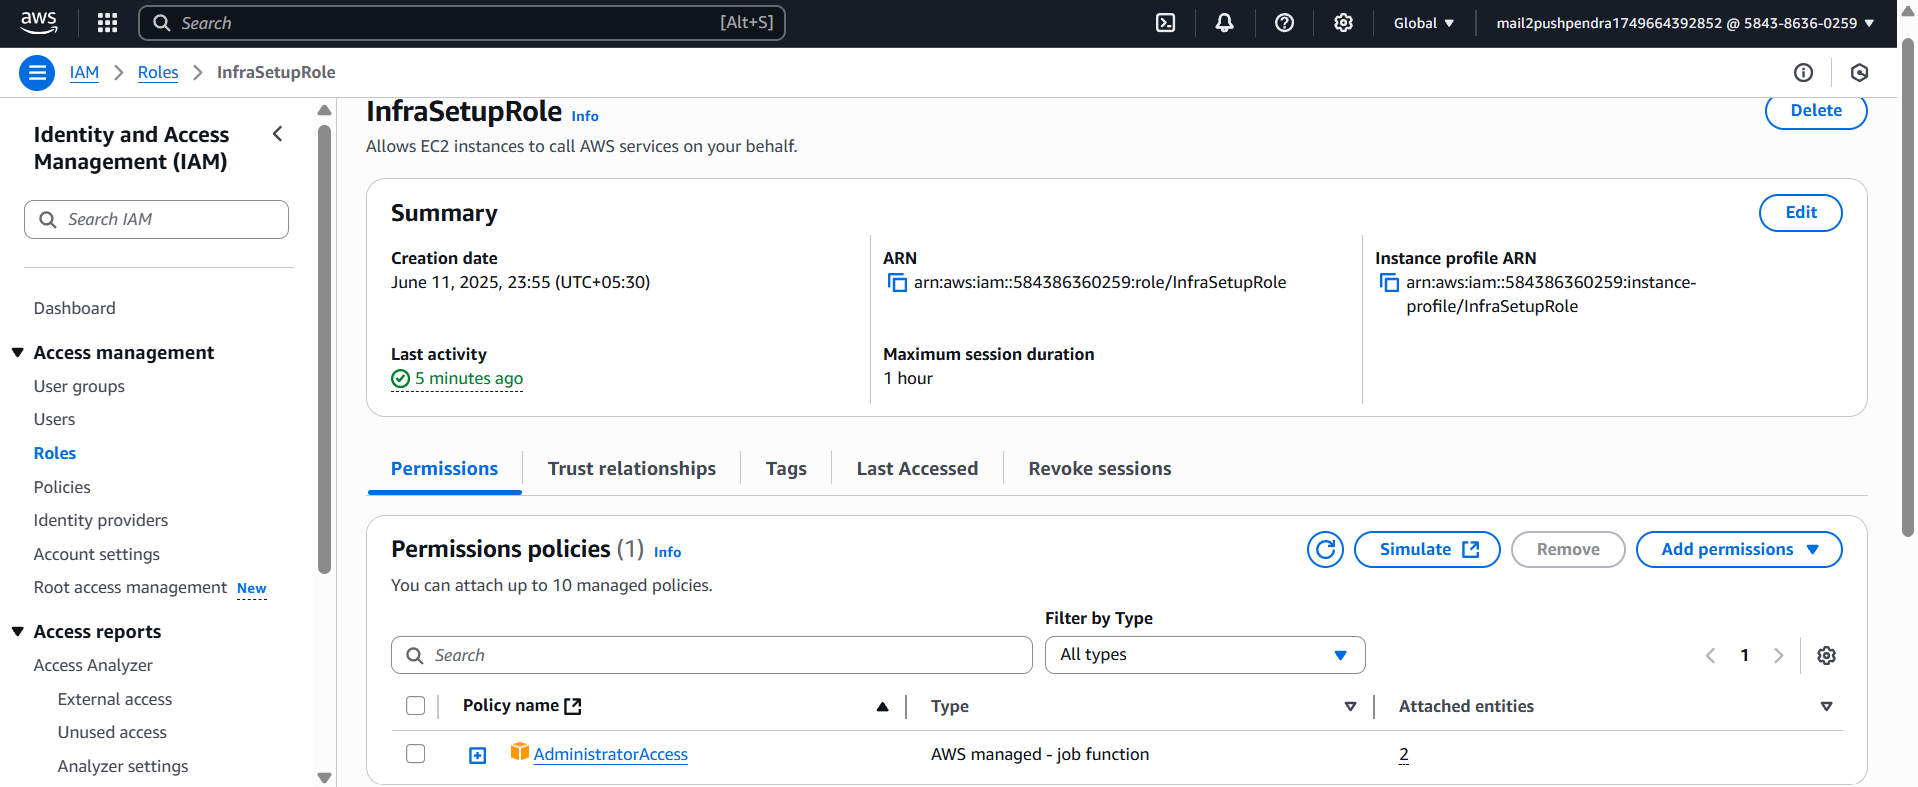 aws
Search [Alt+S]
Global
mail2pushpendra1749664392852 @ 5843-8636-0259
IAM > Roles > InfraSetupRole
Identity and Access
Management (IAM)
Search IAM
Dashboard
Access management
User groups
Users
Roles
Policies
Identity providers
Account settings
Root access management New
Access reports
Access Analyzer
External access
Unused access
Analyzer settings
InfraSetupRole Info
Delete
Allows EC2 instances to call AWS services on your behalf.
Summary
Edit
Creation date
June 11, 2025, 23:55 (UTC+05:30)
ARN
arn:aws:iam::584386360259:role/InfraSetupRole
Instance profile ARN
arn:aws:iam::584386360259:instance-
profile/InfraSetupRole
Last activity
5 minutes ago
Maximum session duration
1 hour
Permissions
Trust relationships
Tags
Last Accessed
Revoke sessions
Permissions policies (1) Info
Simulate
Remove
Add permissions
You can attach up to 10 managed policies.
Filter by Type
Search
All types
1
Policy name
Type
Attached entities
AdministratorAccess
AWS managed - job function
2